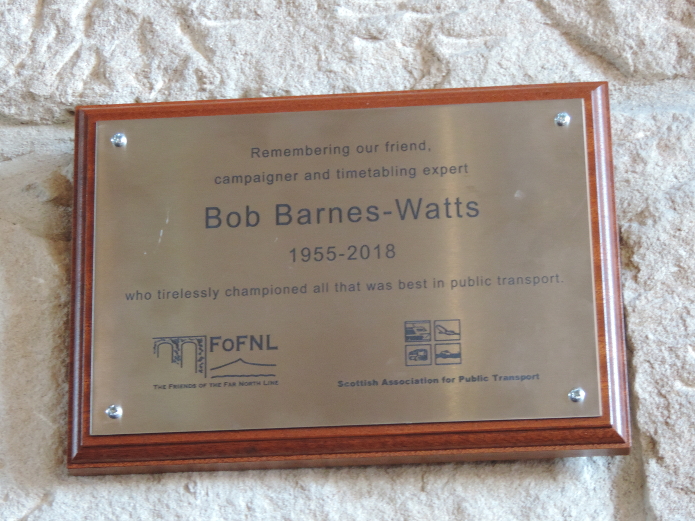 Remembering our friend,
campaigner and timetabling expert
Bob Barnes-Watts
1955-2018
who tirelessly championed all that was best in public transport.
FoFNL
The Friends of the Far North Line
Scottish Association for Public Transport